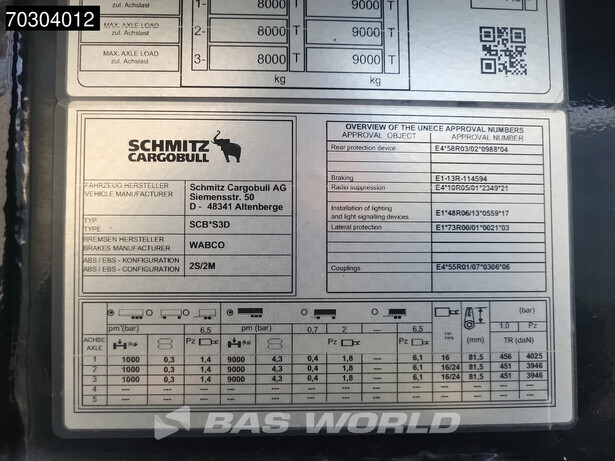 70304012
1- 8000 T 9000 T
MAX. AXLE LOAD
zul. Achslast 2- 8000 T 9000 T
MAX. AXLE LOAD
zul. Achslast 3- 8000 T 9000 T
kg kg
SCHMITZ
CARGOBULL
FAHRZEUG HERSTELLER
VEHICLE MANUFACTURER
Schmitz Cargobull AG
Siemensstr. 50
D - 48341 Altenberge
TYP
TYPE
SCB*S3D
BREMSEN HERSTELLER
BRAKES MANUFACTURER
WABCO
ABS / EBS - KONFIGURATION
ABS / EBS - CONFIGURATION
2S/2M
OVERVIEW OF THE UNECE APPROVAL NUMBERS
APPROVAL OBJECT APPROVAL NUMBER
Rear protection device E4*58R03/02*0988*04
Braking E1-13R-114594
Radio suppression E4*10R05/01*2349*21
Installation of lighting
and light signalling devices E1*48R06/13*0559*17
Lateral protection E1*73R00/01*0021*03
Couplings E4*55R01/07*0306*06
(bar)
pm (bar) 6,5 pm (bar) 0,7 2 --- 6,5 (mm) 1.0 Pz
ACHSE
AXLE Pz Pz TYP TYPE TR (daN)
1 1000 0,3 1,4 9000 4,3 0,4 1,8 --- 6,1 16 81,5 456 4025
2 1000 0,3 1,4 9000 4,3 0,4 1,8 --- 6,1 16/24 81,5 451 3946
3 1000 0,3 1,4 9000 4,3 0,4 1,8 --- 6,1 16/24 81,5 451 3946
4 --- --- --- --- --- --- --- --- --- --- --- --- ---
5 --- --- --- --- --- --- --- --- --- --- --- --- ---
BAS WORLD